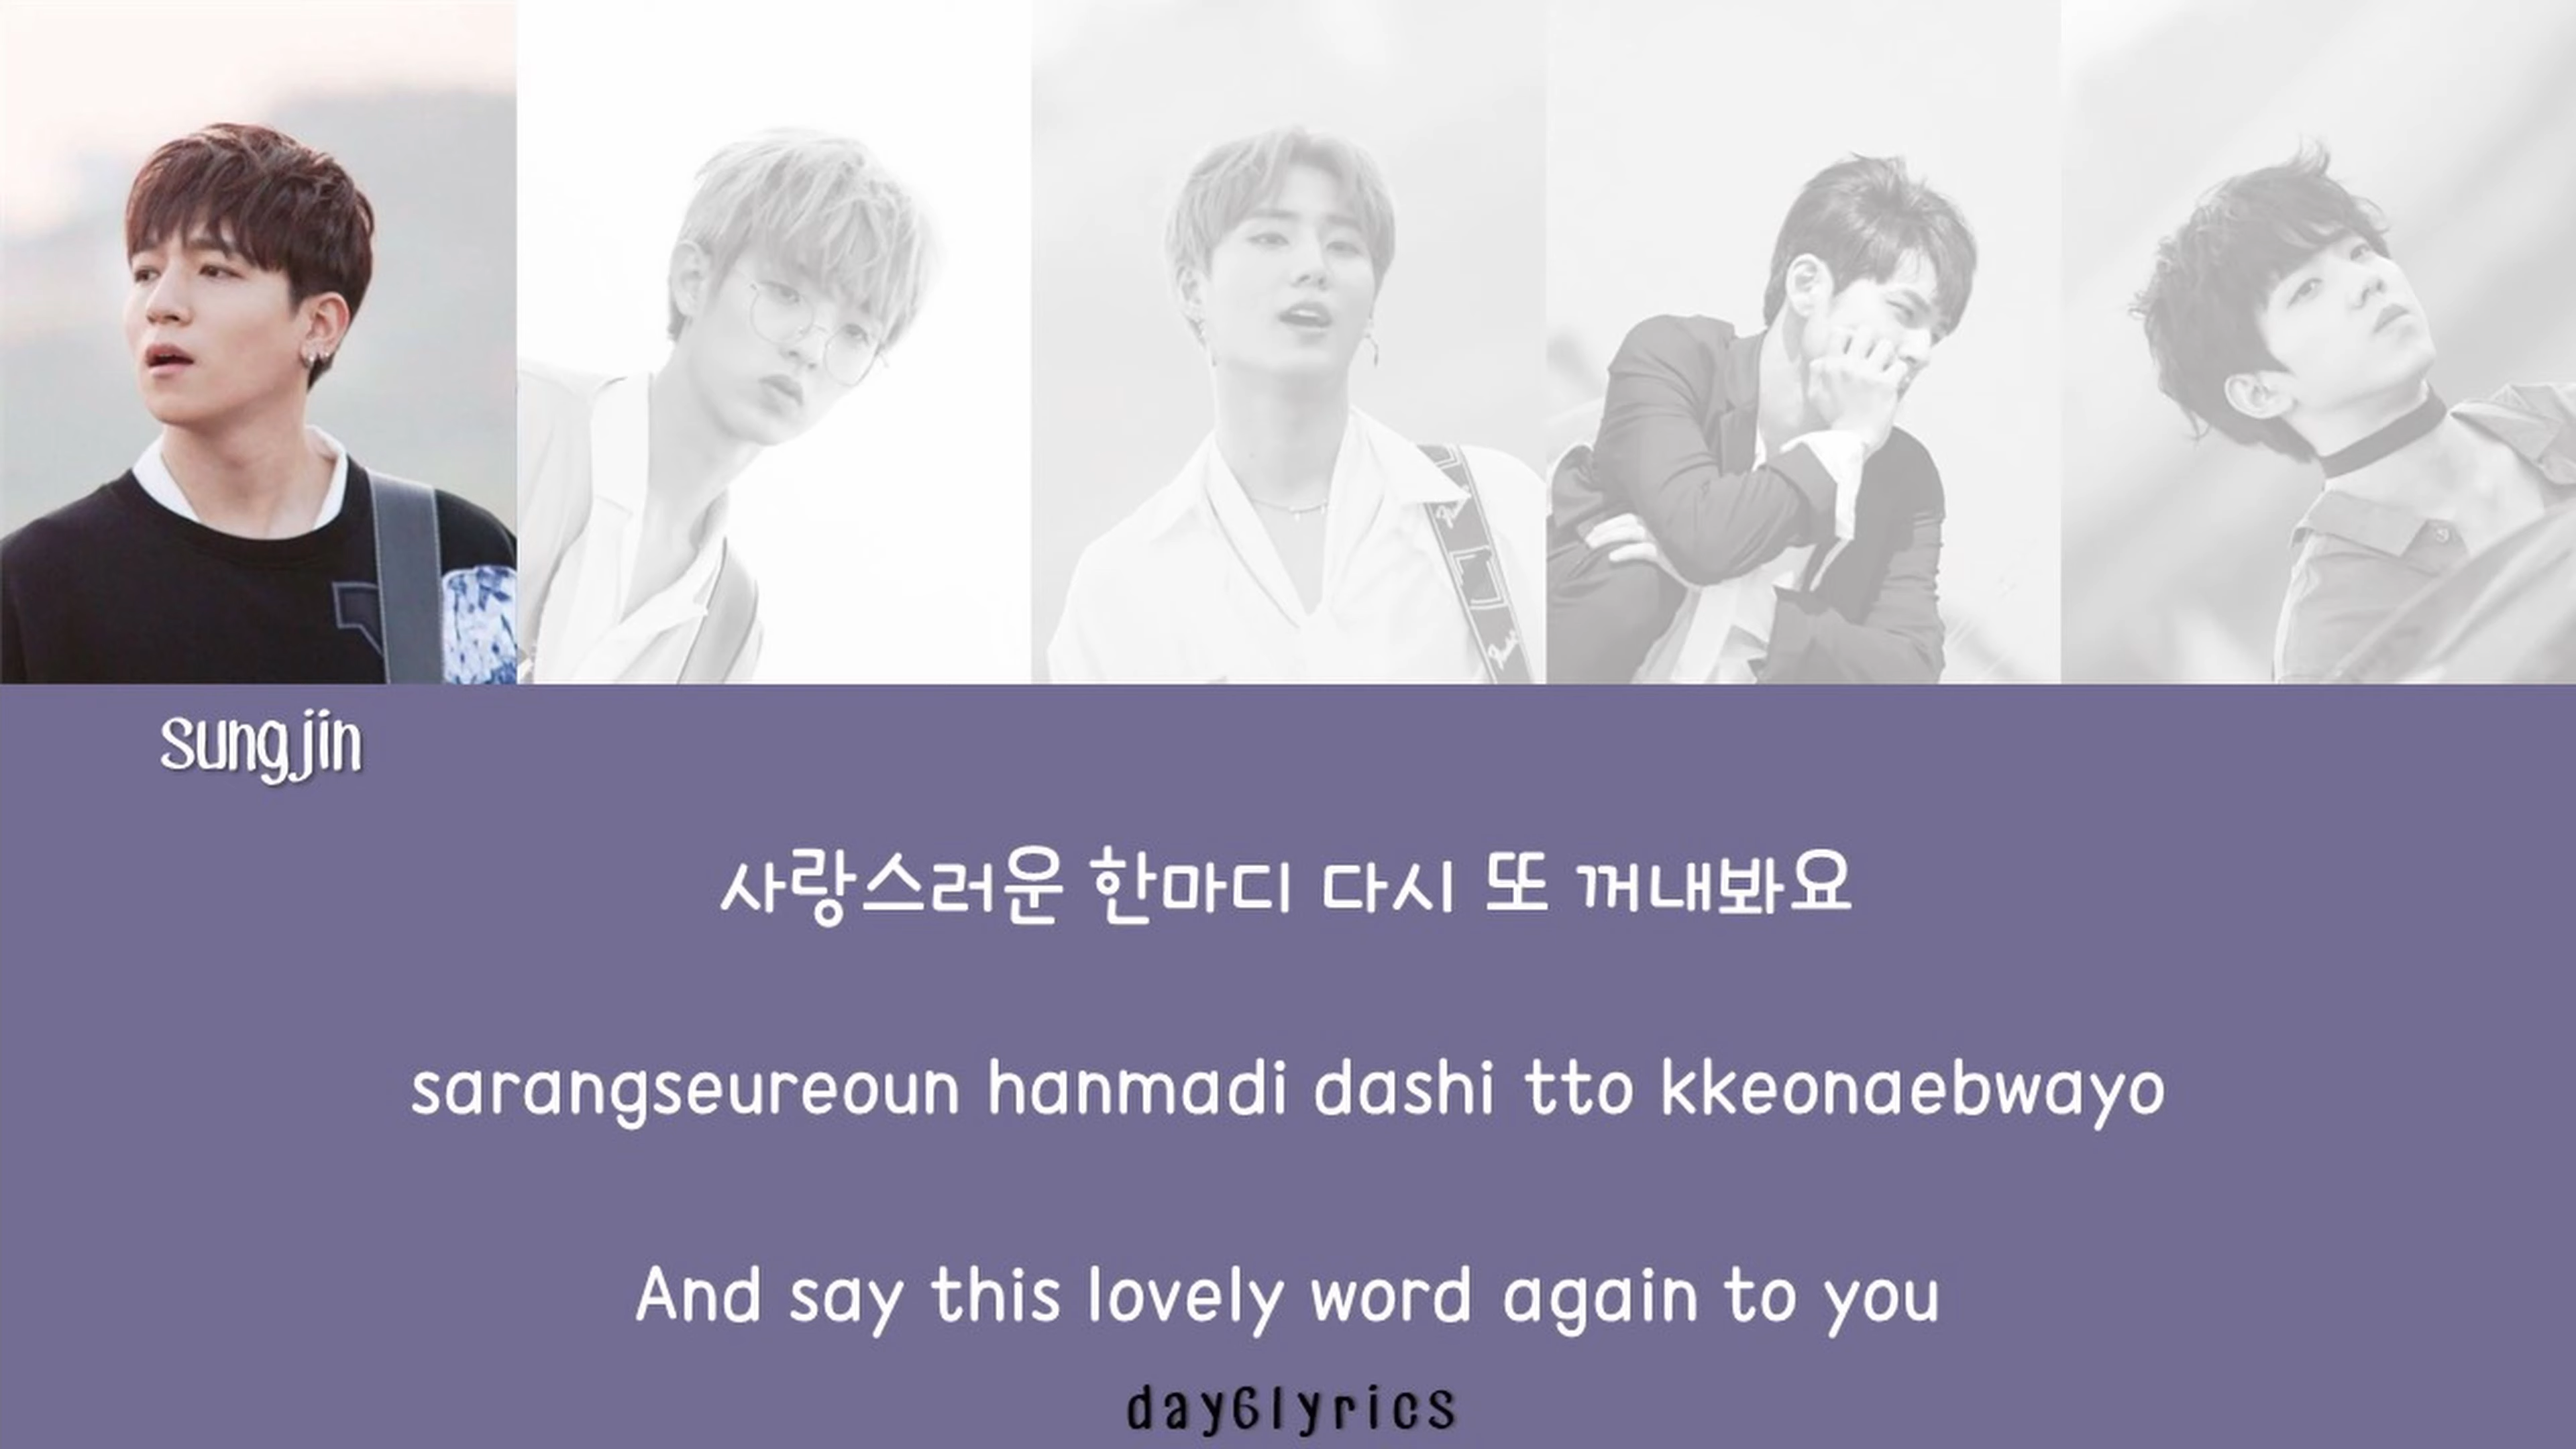 Sungjin
사랑스러운 한마디 다시 또 꺼내봐요
sarangseureoun hanmadi dashi tto kkeonaebwayo
And say this lovely word again to you
day6lyrics